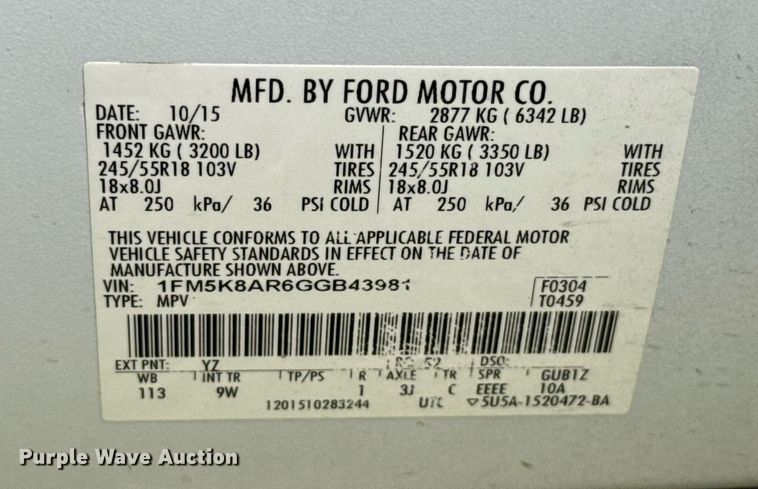 MFD. BY FORD MOTOR CO.
DATE: 10/15 GVWR: 2877 KG ( 6342 LB)
FRONT GAWR: REAR GAWR:
1452 KG ( 3200 LB) WITH 1520 KG ( 3350 LB) WITH
245/55R18 103V TIRES 245/55R18 103V TIRES
18x8.0J RIMS 18x8.0J RIMS
AT 250 kPa/ 36 PSI COLD AT 250 kPa/ 36 PSI COLD
THIS VEHICLE CONFORMS TO ALL APPLICABLE FEDERAL MOTOR
VEHICLE SAFETY STANDARDS IN EFFECT ON THE DATE OF
MANUFACTURE SHOWN ABOVE.
VIN: 1FM5K8AR6GGB43981 F0304
TYPE: MPV T0459
EXT PNT: YZ 52 DSO:
WB INT TR TP/PS R AXLE TR SPR GUB1Z
113 9W 1 3J C EEEE 10A
1201510283244 UTC ▽5U5A-1520472-BA
Purple Wave Auction